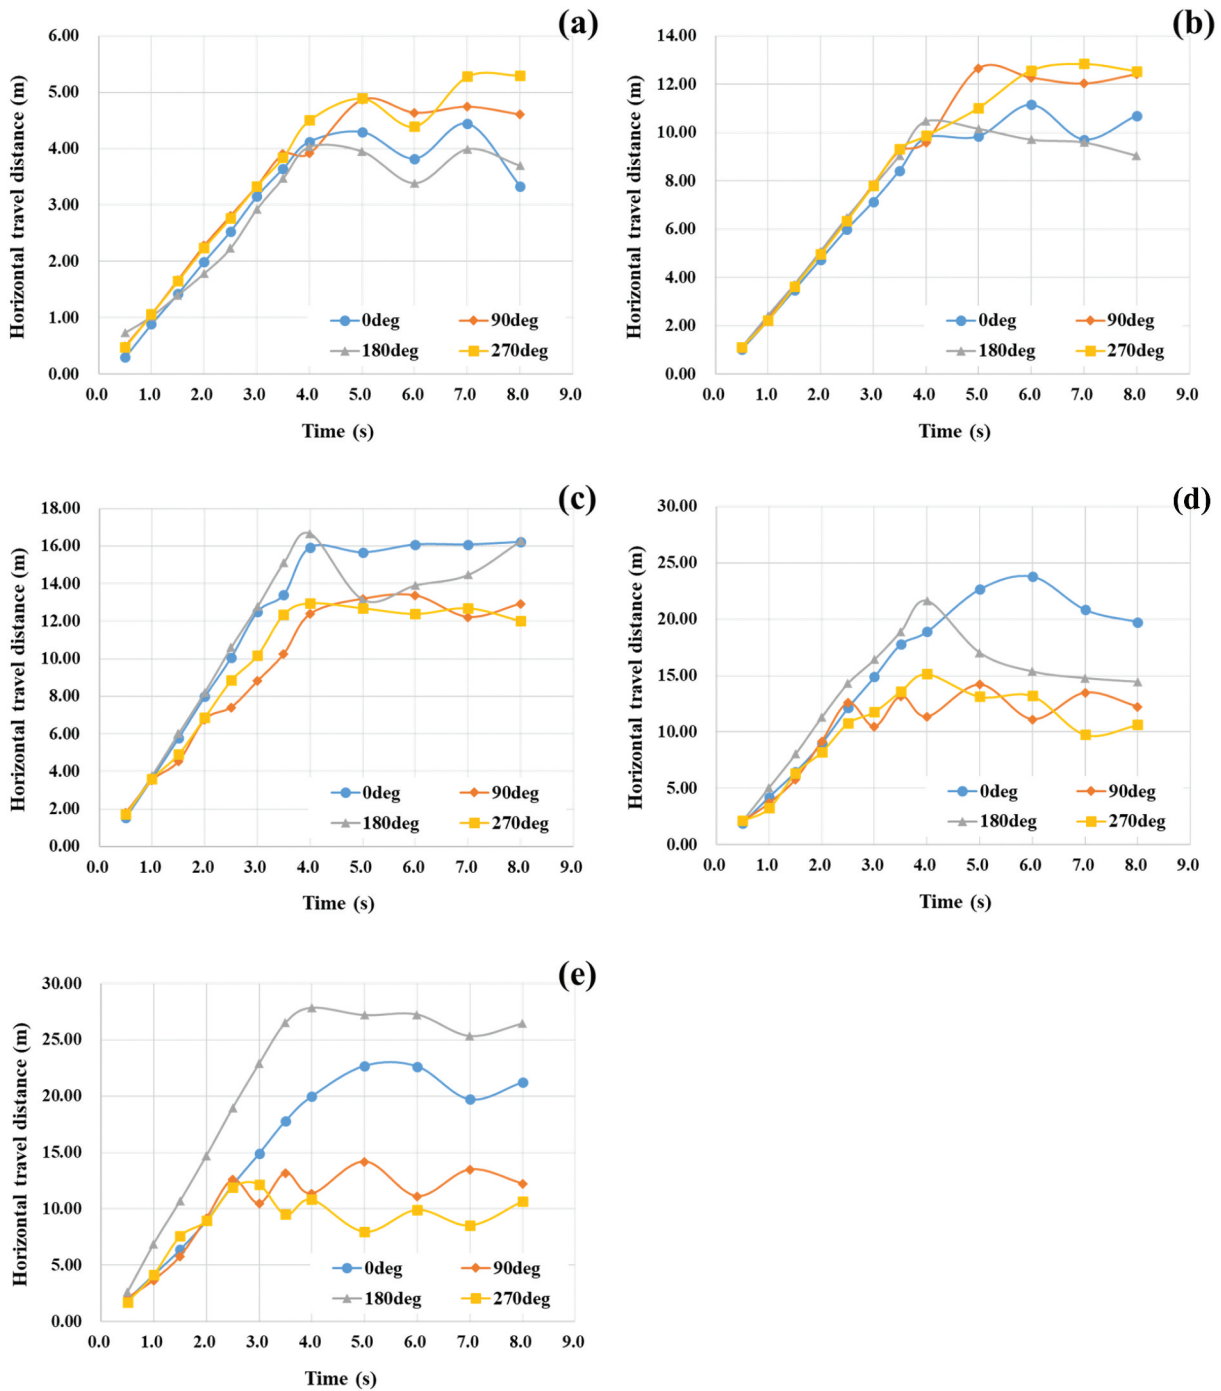 (a)
6.00
5.00
4.00
3.00
2.00
1.00
0.00
Horizontal travel distance (m)
0deg 90deg
180deg 270deg
0.0 1.0 2.0 3.0 4.0 5.0 6.0 7.0 8.0 9.0
Time (s)
(b)
14.00
12.00
10.00
8.00
6.00
4.00
2.00
0.00
Horizontal travel distance (m)
0deg 90deg
180deg 270deg
0.0 1.0 2.0 3.0 4.0 5.0 6.0 7.0 8.0 9.0
Time (s)
(c)
18.00
16.00
14.00
12.00
10.00
8.00
6.00
4.00
2.00
0.00
Horizontal travel distance (m)
0deg 90deg
180deg 270deg
0.0 1.0 2.0 3.0 4.0 5.0 6.0 7.0 8.0 9.0
Time (s)
(d)
30.00
25.00
20.00
15.00
10.00
5.00
0.00
Horizontal travel distance (m)
0deg 90deg
180deg 270deg
0.0 1.0 2.0 3.0 4.0 5.0 6.0 7.0 8.0 9.0
Time (s)
(e)
30.00
25.00
20.00
15.00
10.00
5.00
0.00
Horizontal travel distance (m)
0deg 90deg
180deg 270deg
0.0 1.0 2.0 3.0 4.0 5.0 6.0 7.0 8.0 9.0
Time (s)